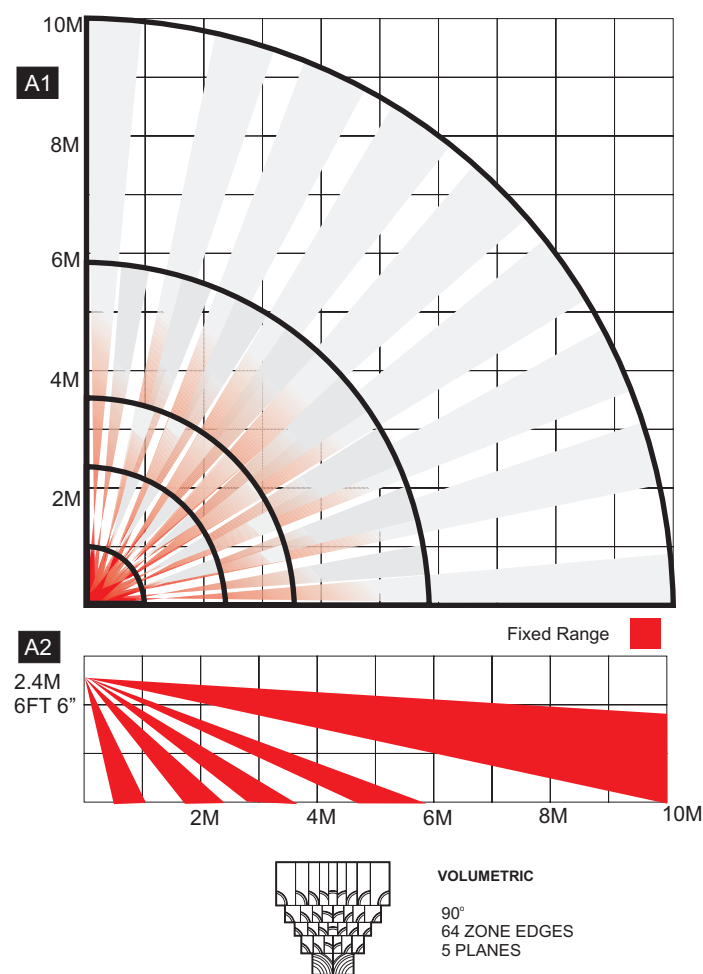 10M
A1
8M
6M
4M
2M
Fixed Range
A2
2.4M
6FT 6”
2M
4M
6M
8M
10M
VOLUMETRIC
90°
64 ZONE EDGES
5 PLANES